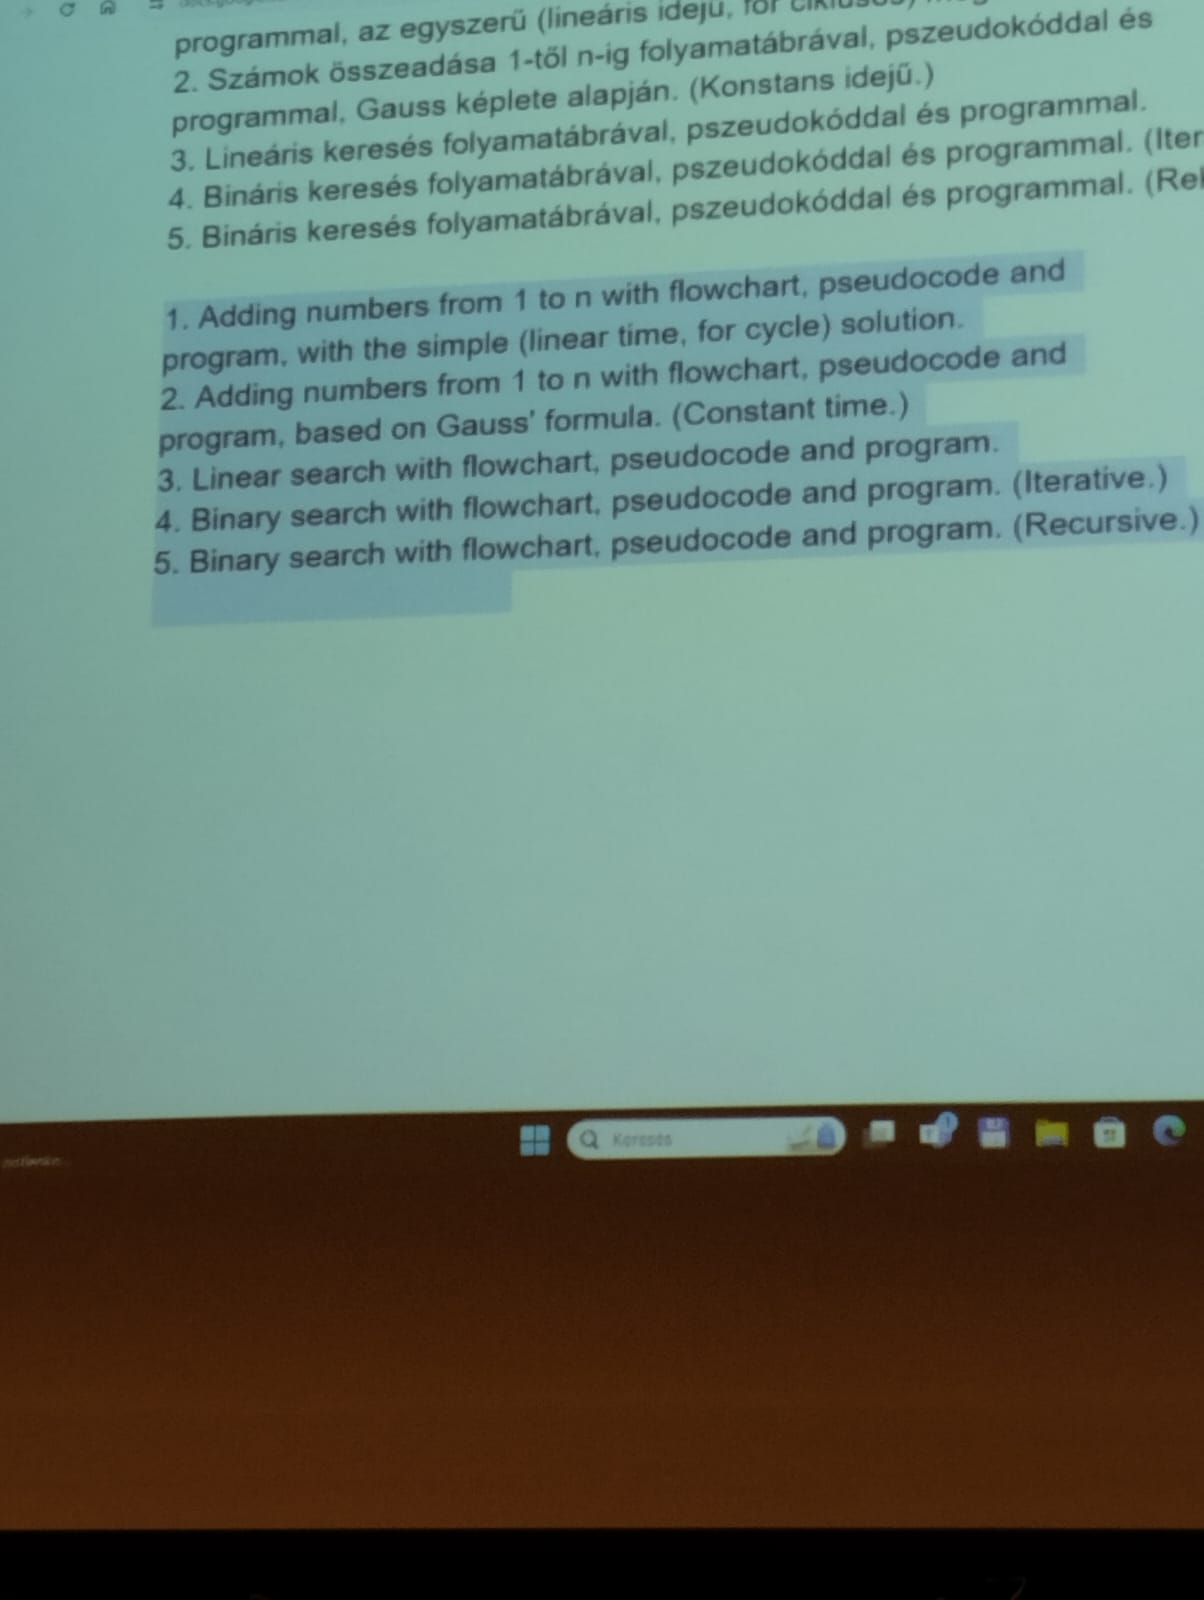 programmal, az egyszerű (lineáris idejű, for ciklusos)
2. Számok összeadása 1-től n-ig folyamatábrával, pszeudokóddal és
programmal, Gauss képlete alapján. (Konstans idejű.)
3. Lineáris keresés folyamatábrával, pszeudokóddal és programmal.
4. Bináris keresés folyamatábrával, pszeudokóddal és programmal. (Iter
5. Bináris keresés folyamatábrával, pszeudokóddal és programmal. (Rek
1. Adding numbers from 1 to n with flowchart, pseudocode and
program, with the simple (linear time, for cycle) solution.
2. Adding numbers from 1 to n with flowchart, pseudocode and
program, based on Gauss' formula. (Constant time.)
3. Linear search with flowchart, pseudocode and program.
4. Binary search with flowchart, pseudocode and program. (Iterative.)
5. Binary search with flowchart, pseudocode and program. (Recursive.)
Keresés